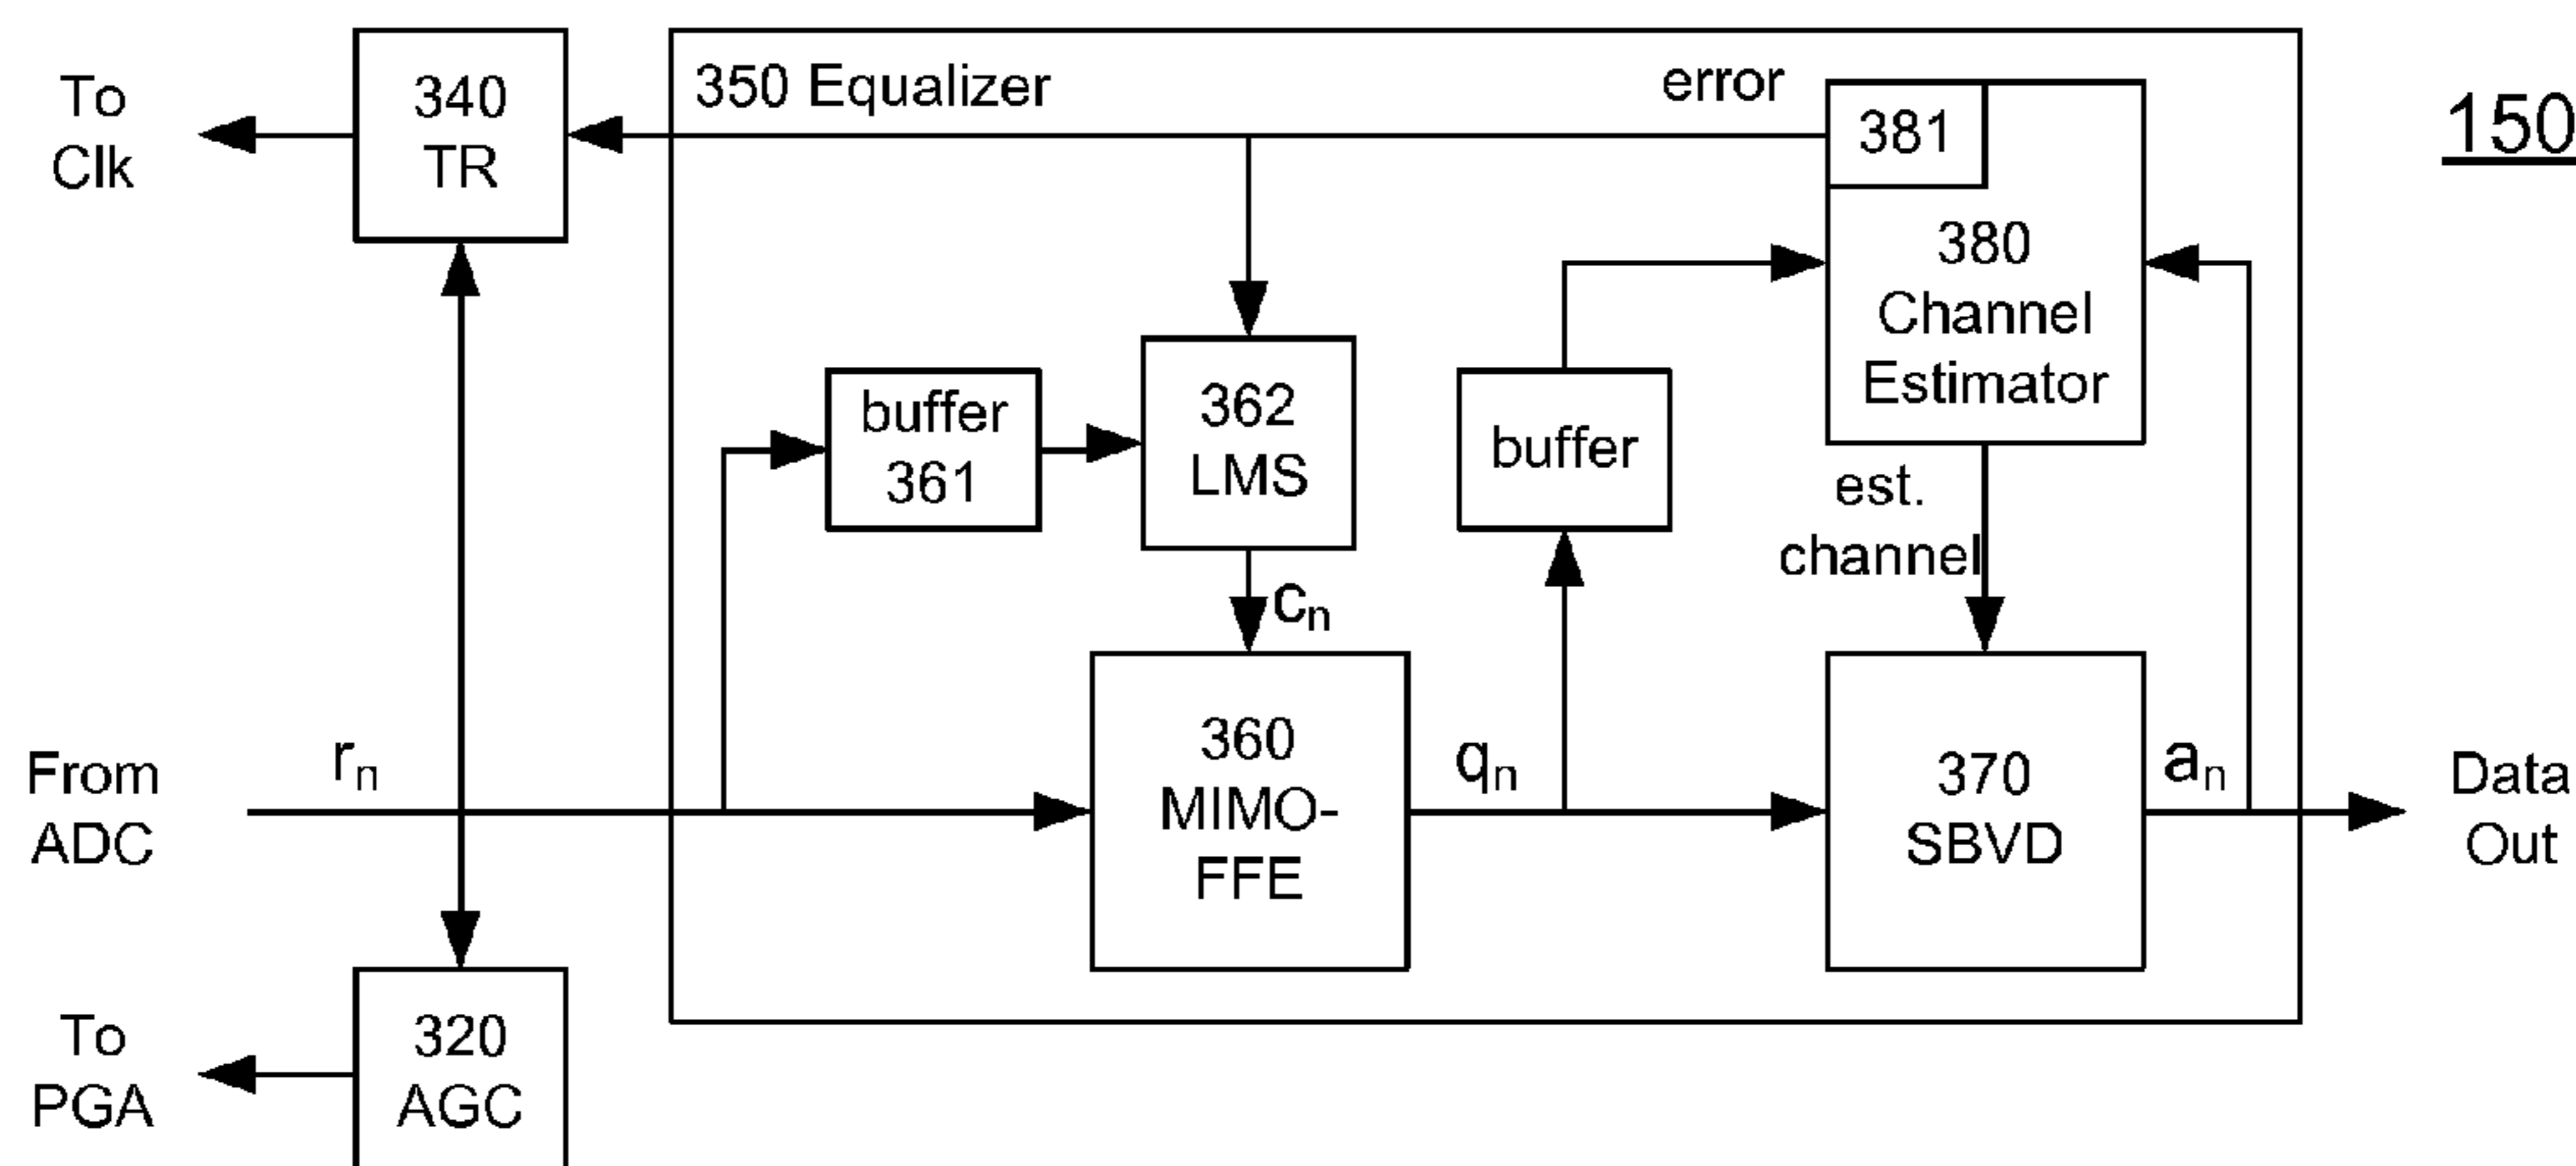 To
Clk
340
TR
350 Equalizer
error
381
150
380
Channel
Estimator
buffer
361
362
LMS
buffer
est.
channel
cn
From
ADC
rn
360
MIMO-
FFE
qn
370
SBVD
an
Data
Out
To
PGA
320
AGC